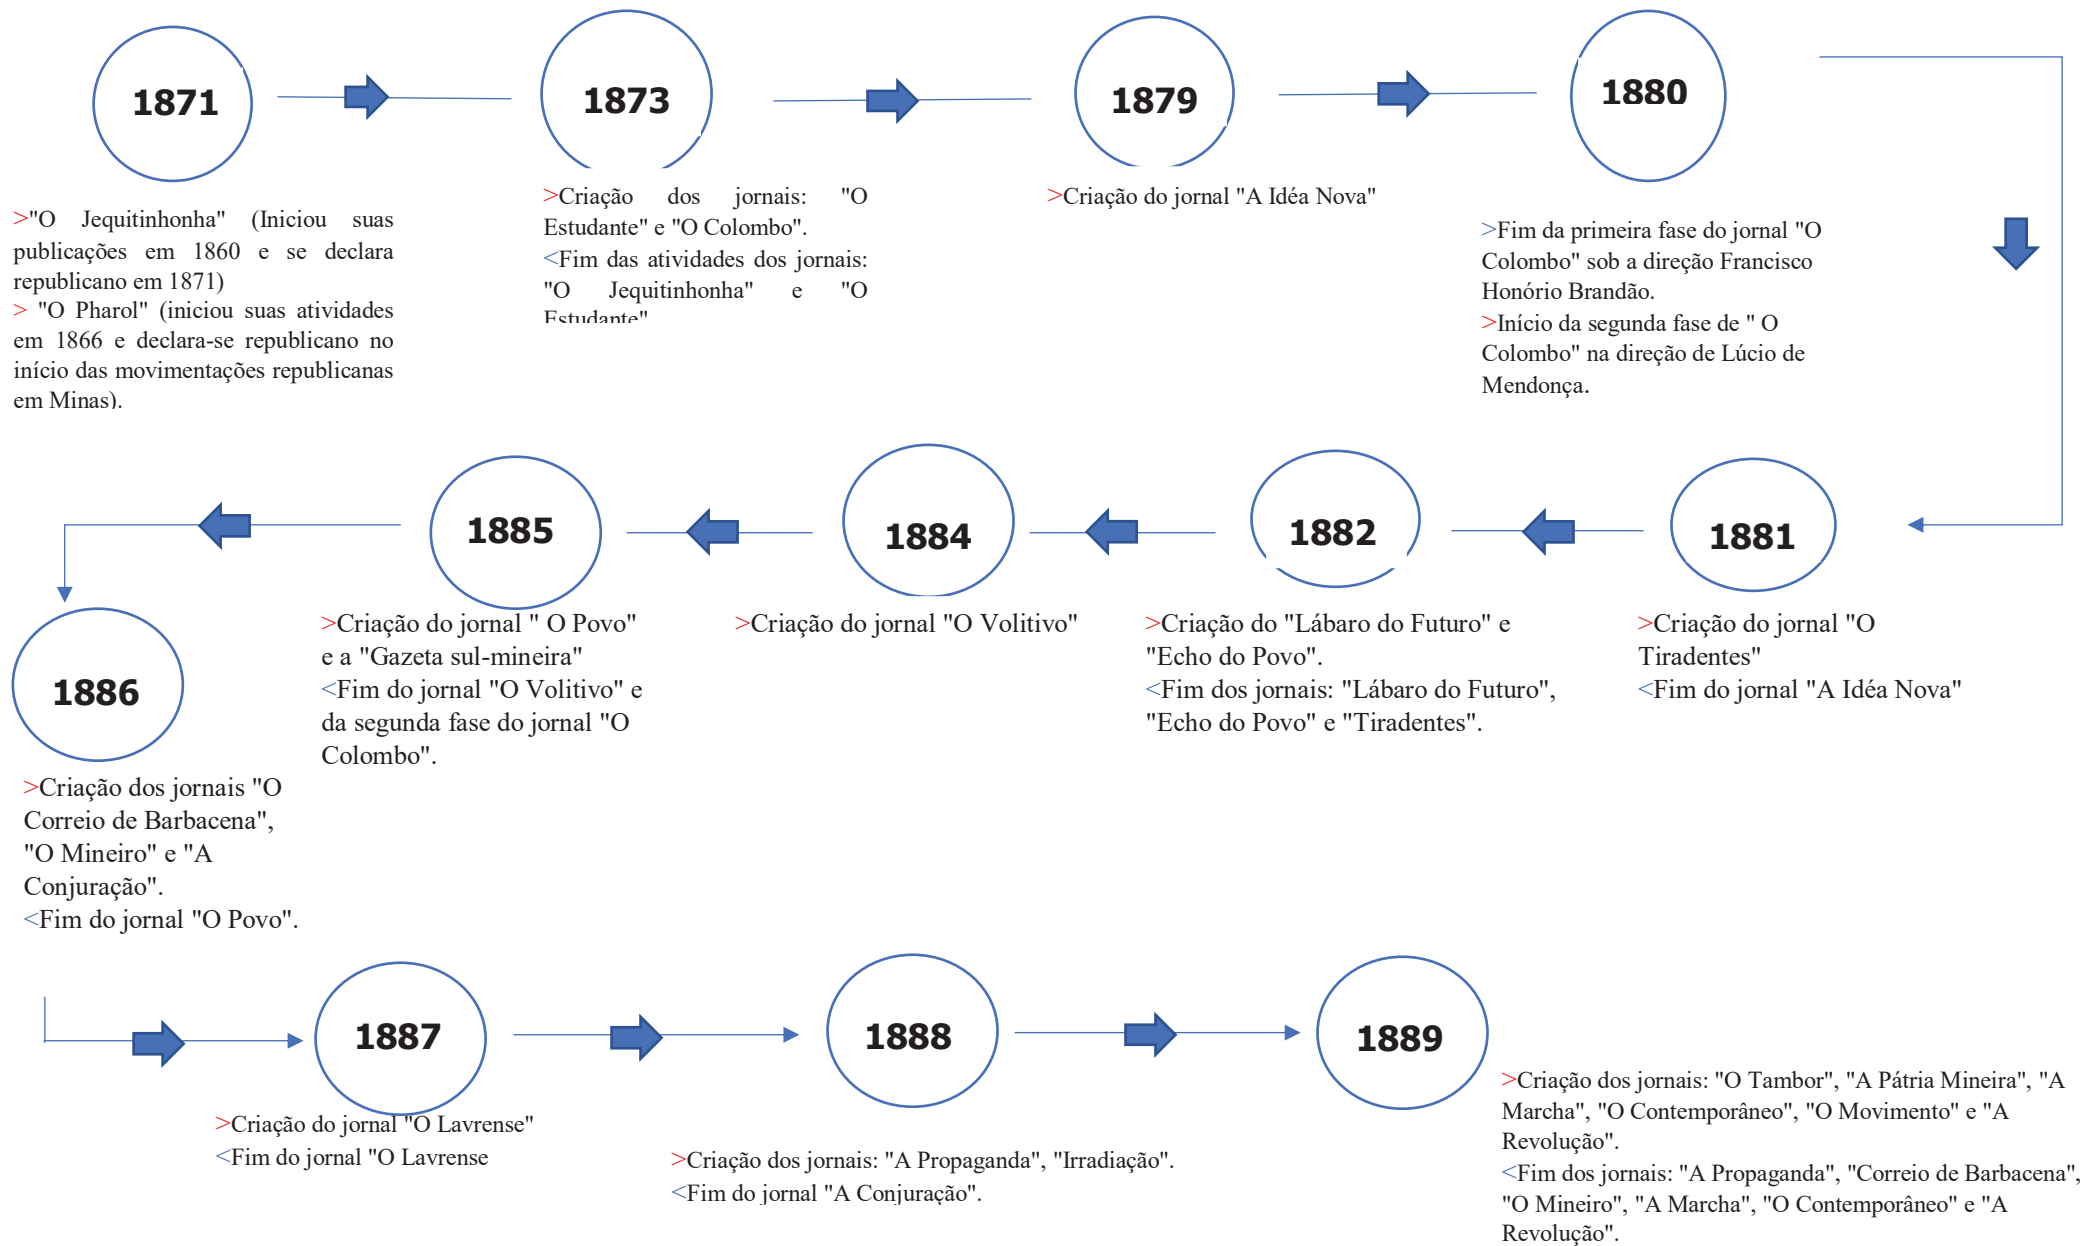 1871
>"O Jequitinhonha" (Iniciou suas
publicações em 1860 e se declara
republicano em 1871)
> "O Pharol" (iniciou suas atividades
em 1866 e declara-se republicano no
início das movimentações republicanas
em Minas).
1873
>Criação dos jornais: "O
Estudante" e "O Colombo".
<Fim das atividades dos jornais:
"O Jequitinhonha" e "O
Estudante"
1879
>Criação do jornal "A Idéa Nova"
1880
>Fim da primeira fase do jornal "O
Colombo" sob a direção Francisco
Honório Brandão.
>Início da segunda fase de " O
Colombo" na direção de Lúcio de
Mendonça.
1881
>Criação do jornal "O
Tiradentes"
<Fim do jornal "A Idéa Nova"
1882
>Criação do "Lábaro do Futuro" e
"Echo do Povo".
<Fim dos jornais: "Lábaro do Futuro",
"Echo do Povo" e "Tiradentes".
1884
>Criação do jornal "O Volitivo"
1885
>Criação do jornal " O Povo"
e a "Gazeta sul-mineira"
<Fim do jornal "O Volitivo" e
da segunda fase do jornal "O
Colombo".
1886
>Criação dos jornais "O
Correio de Barbacena",
"O Mineiro" e "A
Conjuração".
<Fim do jornal "O Povo".
1887
>Criação do jornal "O Lavrense"
<Fim do jornal "O Lavrense
1888
>Criação dos jornais: "A Propaganda", "Irradiação".
<Fim do jornal "A Conjuração".
1889
>Criação dos jornais: "O Tambor", "A Pátria Mineira", "A
Marcha", "O Contemporâneo", "O Movimento" e "A
Revolução".
<Fim dos jornais: "A Propaganda", "Correio de Barbacena",
"O Mineiro", "A Marcha", "O Contemporâneo" e "A
Revolução".